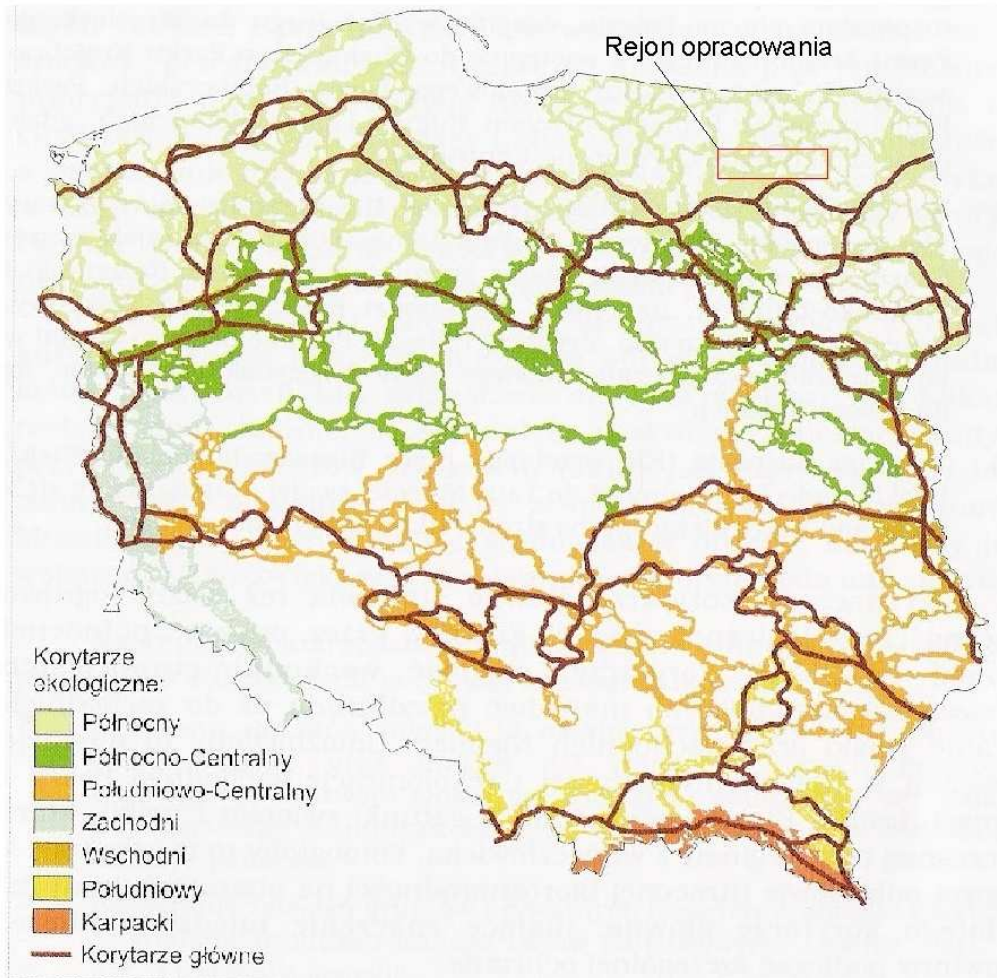 Rejon opracowania
Korytarze
ekologiczne:
Północny
Północno-Centralny
Południowo-Centralny
Zachodni
Wschodni
Południowy
Karpacki
Korytarze główne